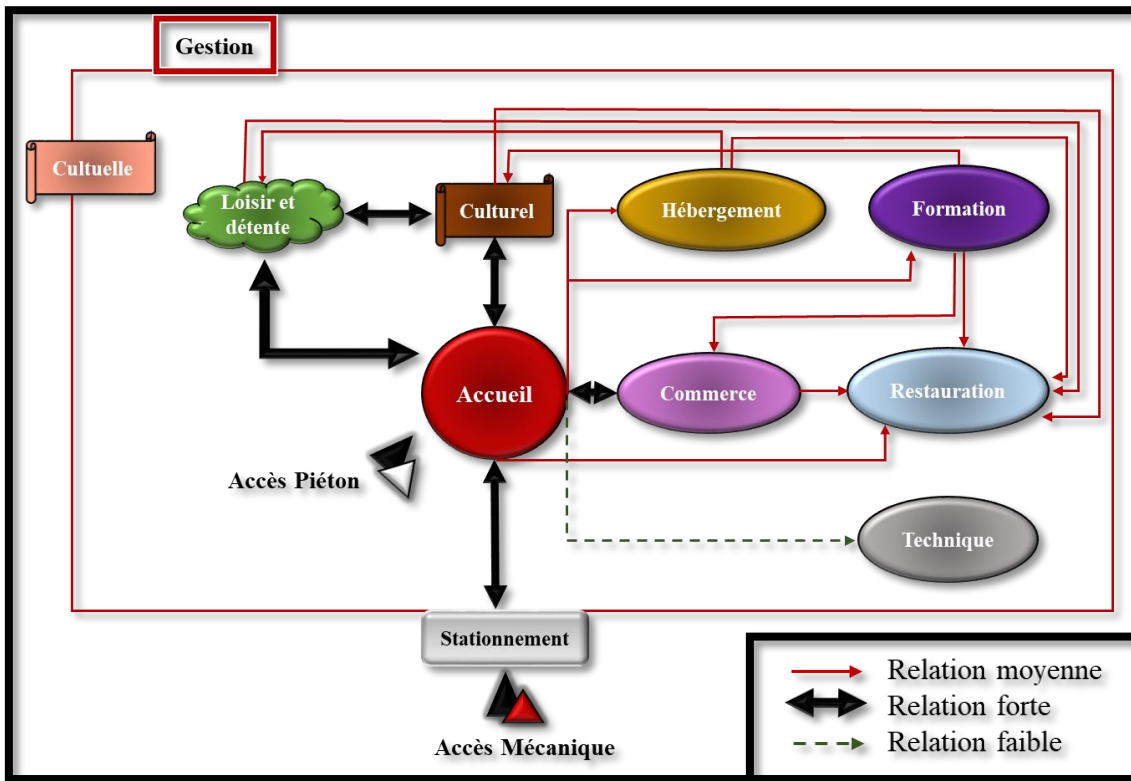 Gestion
Cultuelle
Loisir et
détente
Culturel
Hébergement
Formation
Accueil
Commerce
Restauration
Accès Piéton
Technique
Stationnement
Accès Mécanique
Relation moyenne
Relation forte
Relation faible